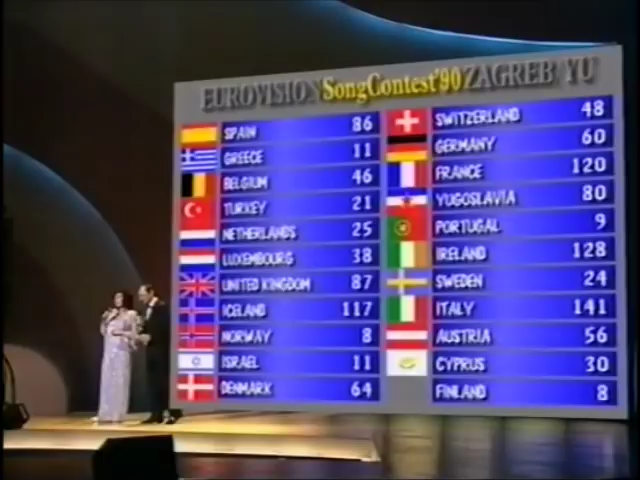 EUROVISION SongContest'90 ZAGREB YU
SPAIN 86
GREECE 11
BELGIUM 46
TURKEY 21
NETHERLANDS 25
LUXEMBOURG 38
UNITED KINGDOM 87
ICELAND 117
NORWAY 8
ISRAEL 11
DENMARK 64
SWITZERLAND 48
GERMANY 60
FRANCE 120
YUGOSLAVIA 80
PORTUGAL 9
IRELAND 128
SWEDEN 24
ITALY 141
AUSTRIA 56
CYPRUS 30
FINLAND 8